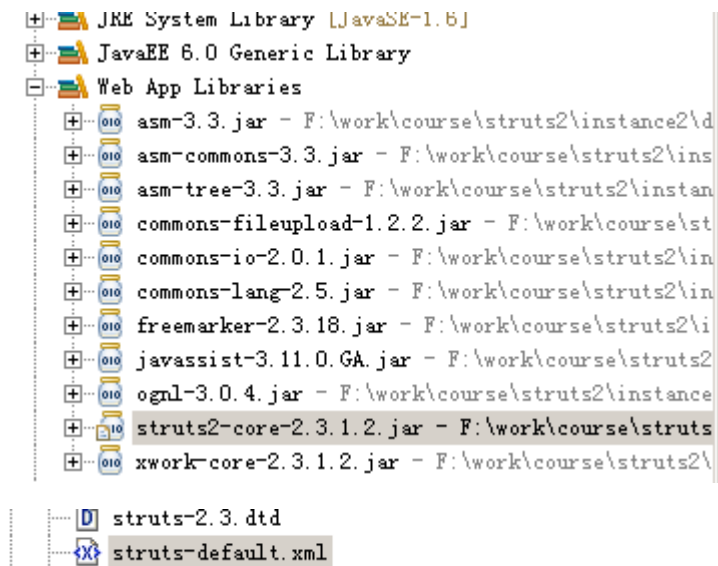 JRE System Library [JavaSE-1.6]
JavaEE 6.0 Generic Library
Web App Libraries
asm-3.3.jar - F:\work\course\struts2\instance2\d
asm-commons-3.3.jar - F:\work\course\struts2\ins
asm-tree-3.3.jar - F:\work\course\struts2\instan
commons-fileupload-1.2.2.jar - F:\work\course\st
commons-io-2.0.1.jar - F:\work\course\struts2\in
commons-lang-2.5.jar - F:\work\course\struts2\in
freemarker-2.3.18.jar - F:\work\course\struts2\i
javassist-3.11.0.GA.jar - F:\work\course\struts2
ognl-3.0.4.jar - F:\work\course\struts2\instance
struts2-core-2.3.1.2.jar - F:\work\course\struts
xwork-core-2.3.1.2.jar - F:\work\course\struts2\
struts-2.3.dtd
struts-default.xml